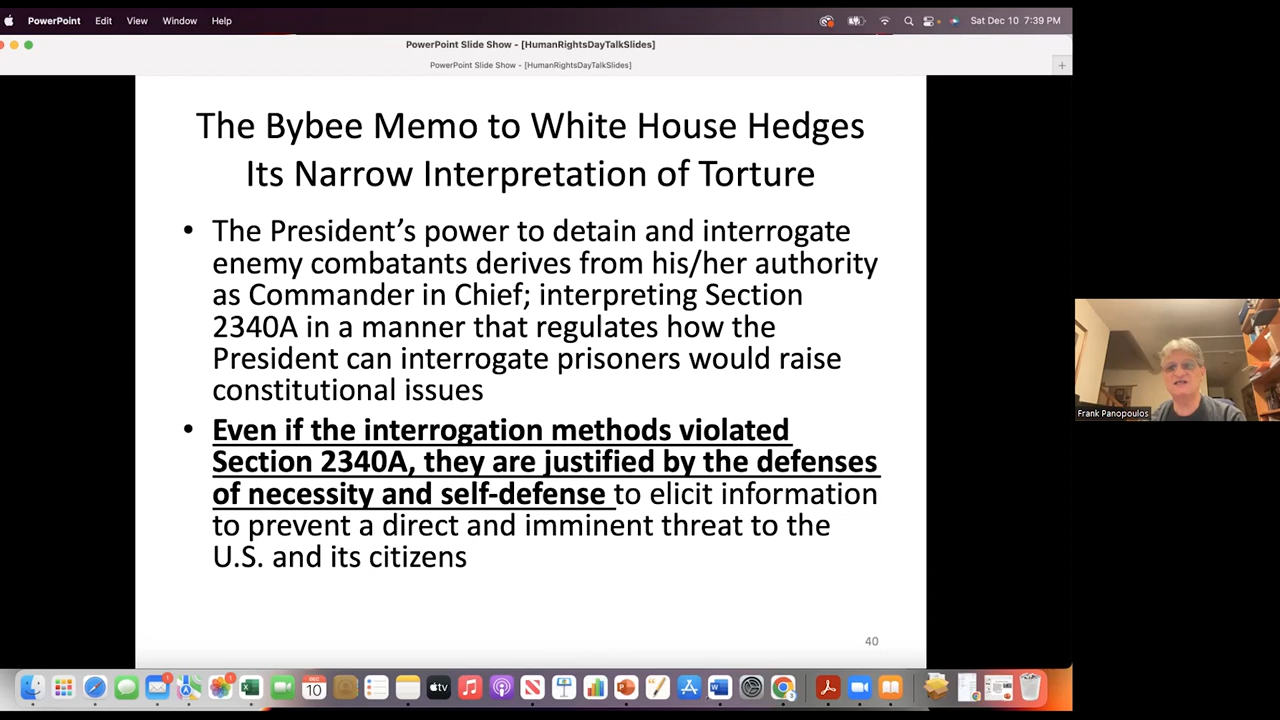 PowerPoint Edit View Window Help Sat Dec 10 7:39 PM
PowerPoint Slide Show - [HumanRightsDayTalkSlides]
PowerPoint Slide Show - [HumanRightsDayTalkSlides]
The Bybee Memo to White House Hedges
Its Narrow Interpretation of Torture
• The President’s power to detain and interrogate
enemy combatants derives from his/her authority
as Commander in Chief; interpreting Section
2340A in a manner that regulates how the
President can interrogate prisoners would raise
constitutional issues
• Even if the interrogation methods violated
Section 2340A, they are justified by the defenses
of necessity and self-defense to elicit information
to prevent a direct and imminent threat to the
U.S. and its citizens
40
Frank Panopoulos
DEC
10
tv